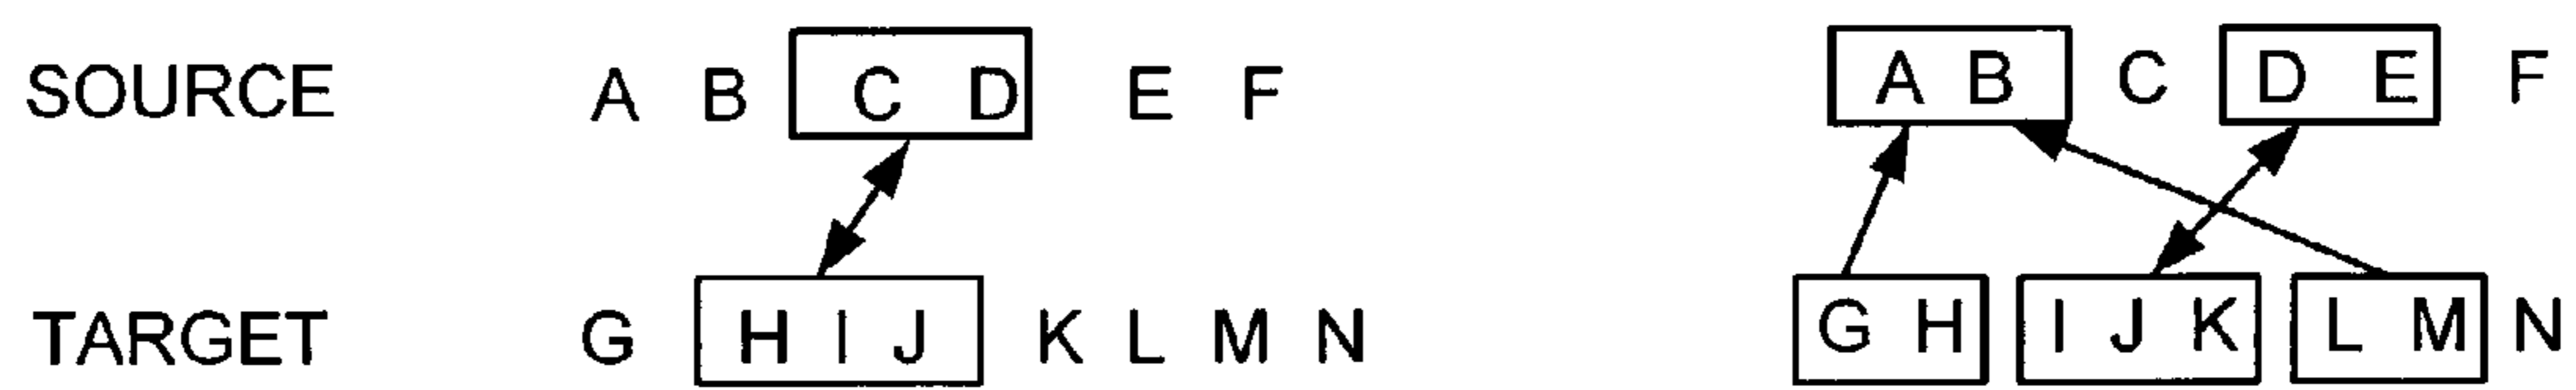 SOURCE A B C D E F A B C D E F
TARGET G H I J K L M N G H I J K L M N